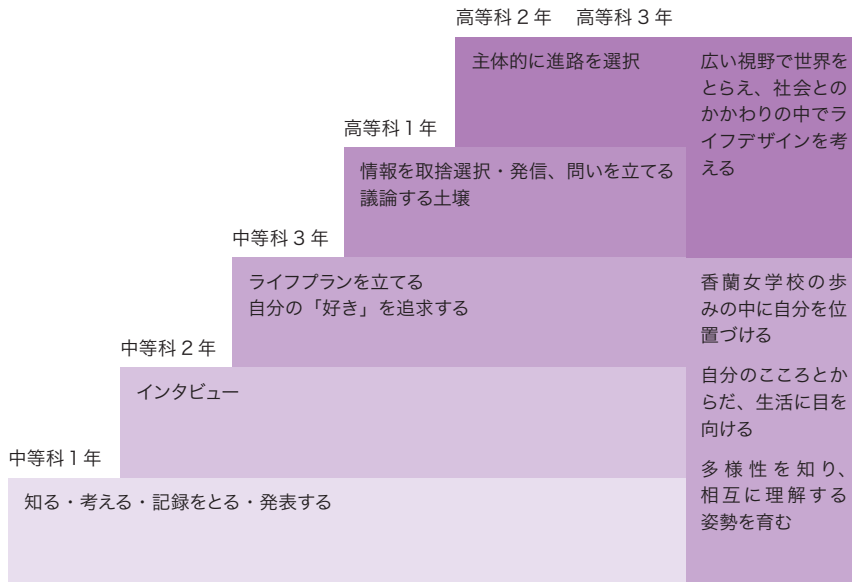 高等科 2 年　高等科 3 年
主体的に進路を選択
広い視野で世界を
とらえ、社会との
かかわりの中でラ
イフデザインを考
える
高等科 1 年
情報を取捨選択・発信、問いを立てる
議論する土壌
中等科 3 年
ライフプランを立てる
自分の「好き」を追求する
香蘭女学校の歩
みの中に自分を位
置づける
中等科 2 年
インタビュー
自分のこころとか
らだ、生活に目を
向ける
中等科 1 年
知る・考える・記録をとる・発表する
多様性を知り、
相互に理解する
姿勢を育む